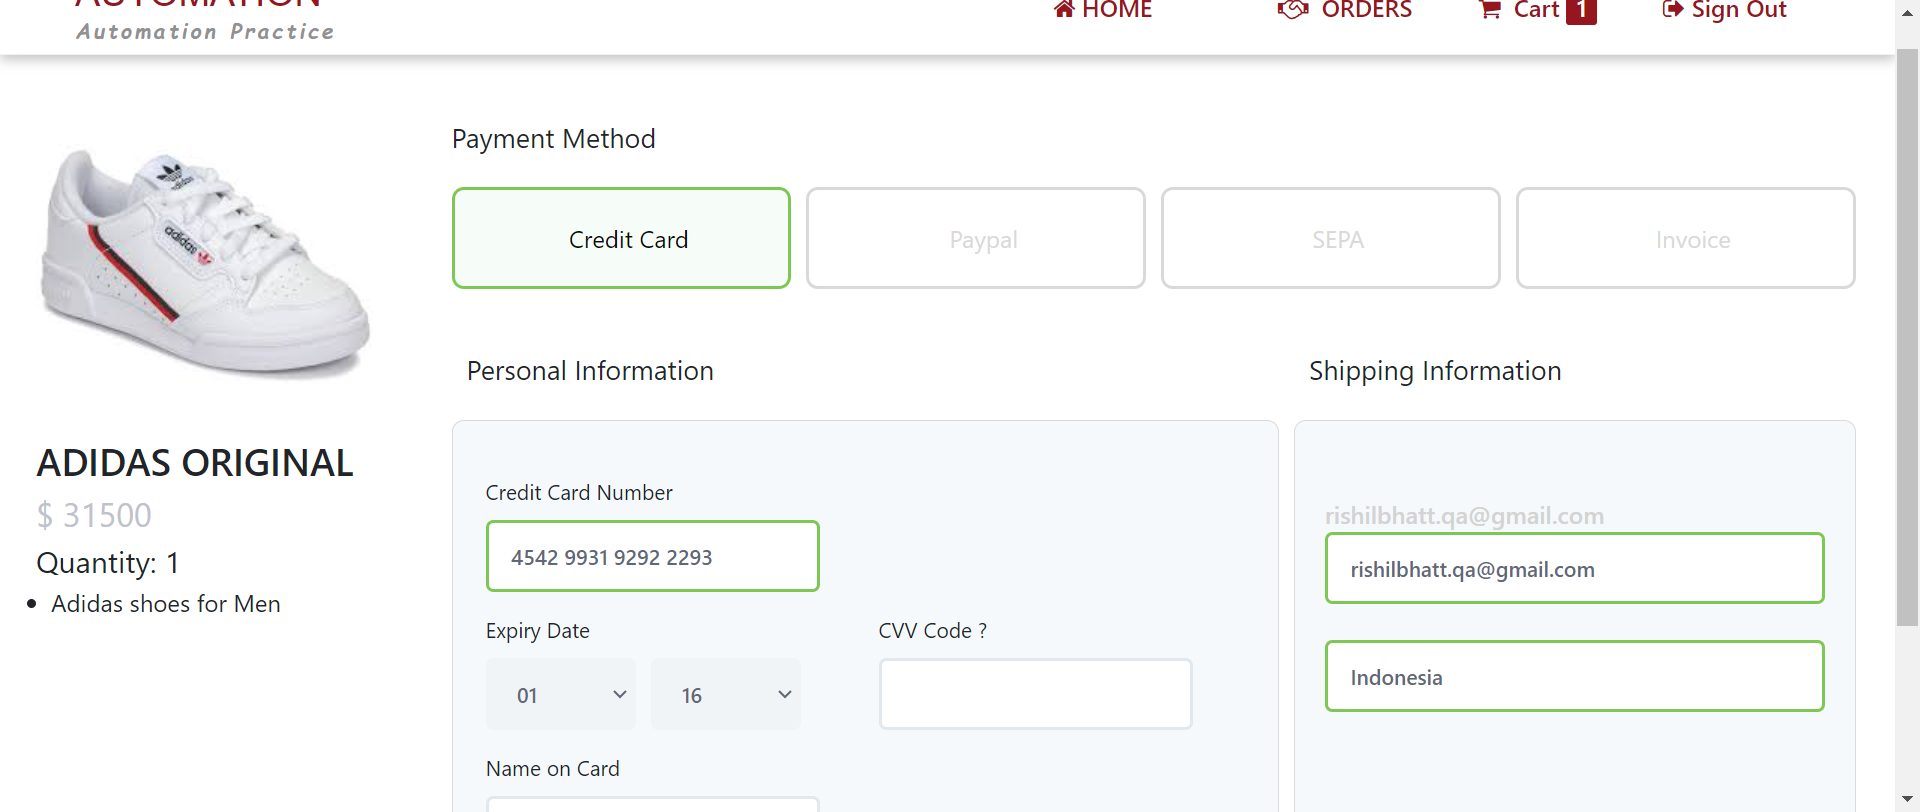 AUTOMATION
Automation Practice
HOME
ORDERS
Cart 1
Sign Out
Payment Method
Credit Card
Paypal
SEPA
Invoice
adidas
ADIDAS ORIGINAL
$ 31500
Quantity: 1
Adidas shoes for Men
Personal Information
Credit Card Number
4542 9931 9292 2293
Expiry Date
CVV Code ?
01
16
Name on Card
Shipping Information
rishilbhatt.qa@gmail.com
rishilbhatt.qa@gmail.com
Indonesia